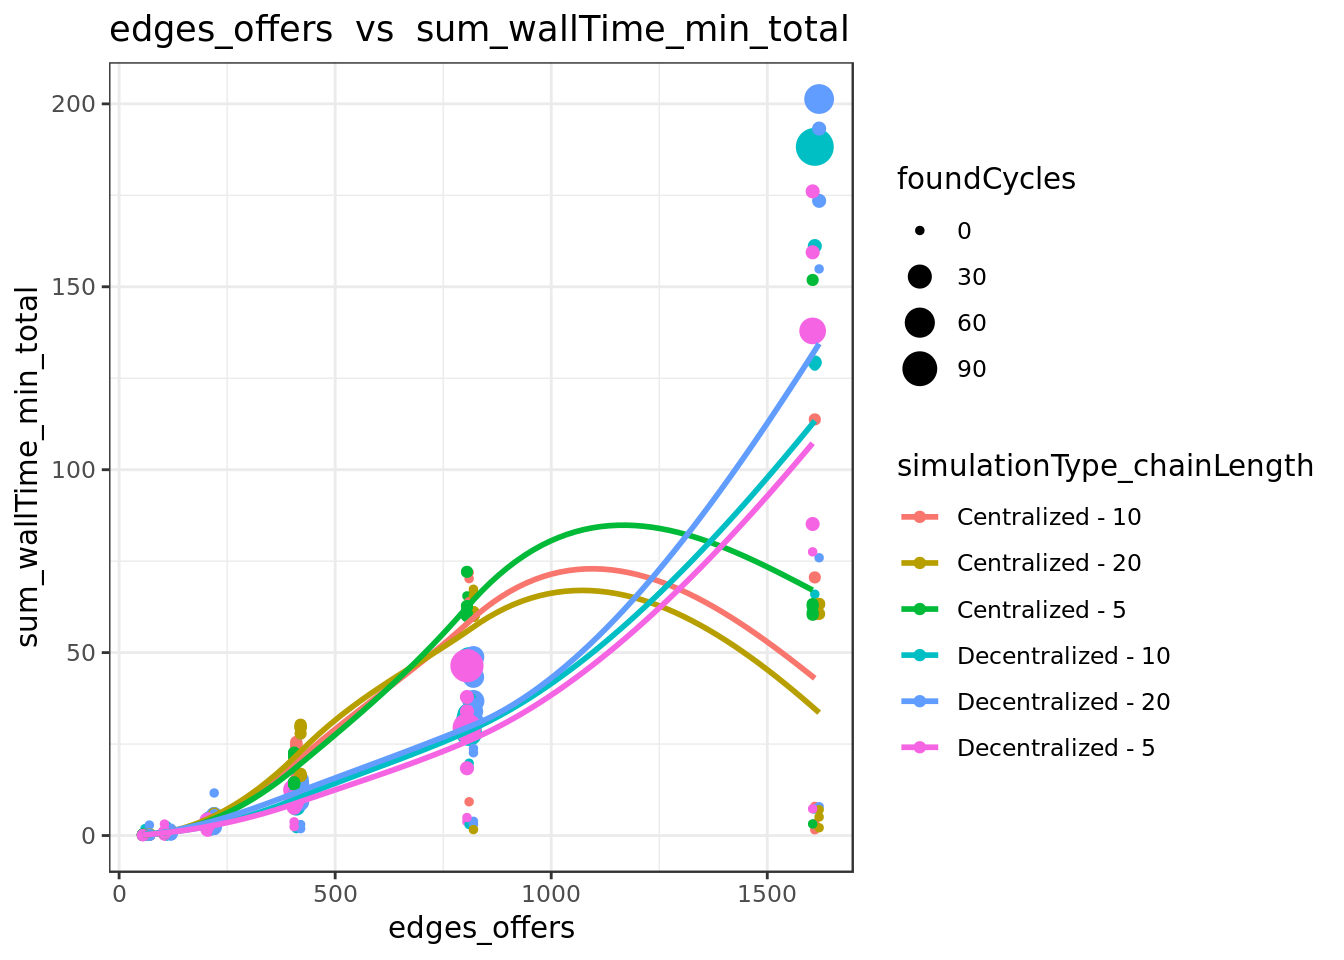 edges_offers vs sum_wallTime_min_total
sum_wallTime_min_total
200
150
100
50
0
0
500
1000
1500
edges_offers
foundCycles
0
30
60
90
simulationType_chainLength
Centralized - 10
Centralized - 20
Centralized - 5
Decentralized - 10
Decentralized - 20
Decentralized - 5